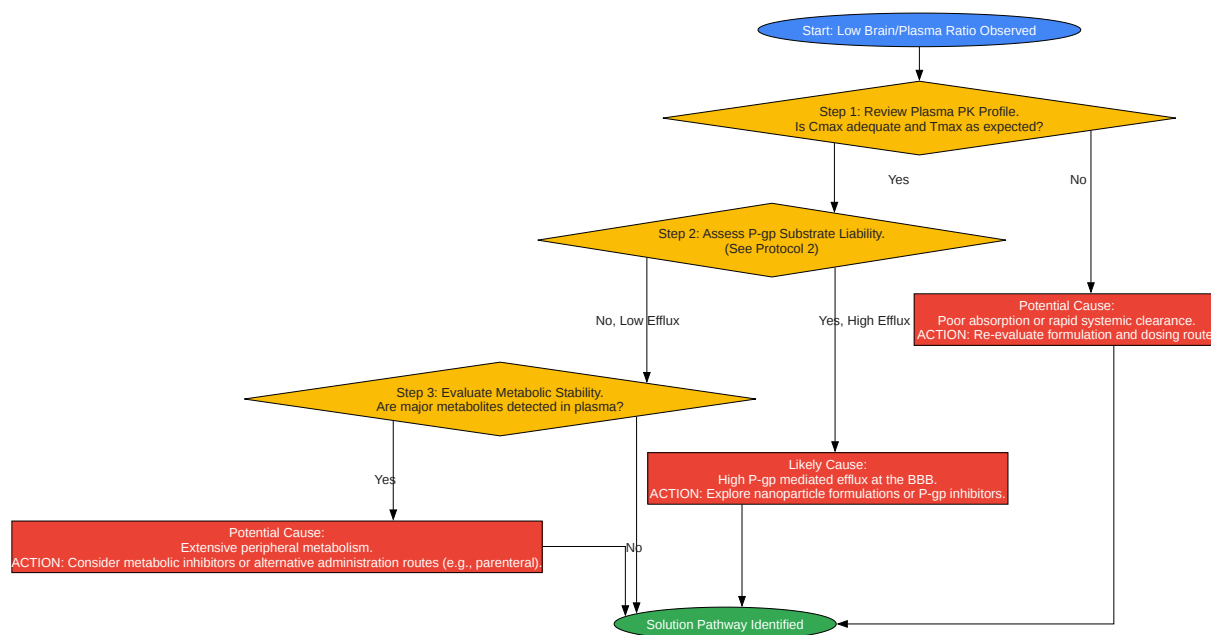 Start: Low Brain/Plasma Ratio Observed
Step 1: Review Plasma PK Profile.
Is Cmax adequate and Tmax as expected?
Yes
No
Step 2: Assess P-gp Substrate Liability.
(See Protocol 2)
No, Low Efflux
Yes, High Efflux
Potential Cause:
Poor absorption or rapid systemic clearance.
ACTION: Re-evaluate formulation and dosing route
Step 3: Evaluate Metabolic Stability.
Are major metabolites detected in plasma?
Yes
Likely Cause:
High P-gp mediated efflux at the BBB.
ACTION: Explore nanoparticle formulations or P-gp inhibitors.
Potential Cause:
Extensive peripheral metabolism.
ACTION: Consider metabolic inhibitors or alternative administration routes (e.g., parenteral).
No
Solution Pathway Identified